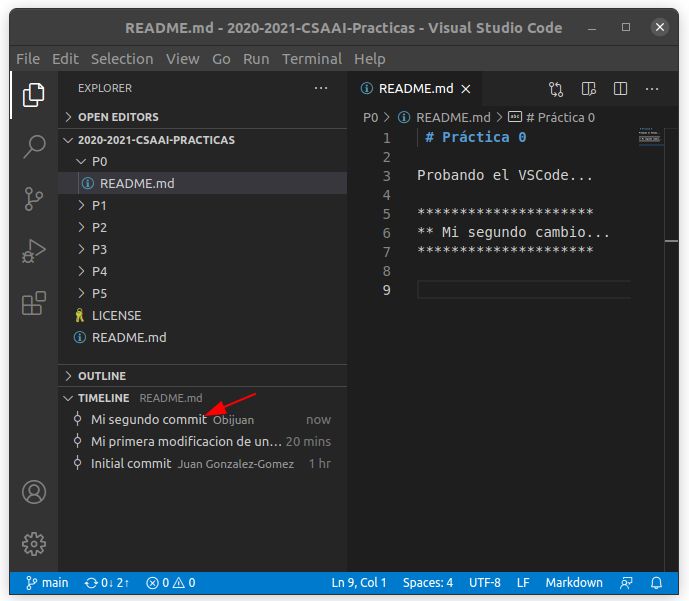 README.md - 2020-2021-CSAAI-Practicas - Visual Studio Code
File Edit Selection View Go Run Terminal Help
EXPLORER
OPEN EDITORS
2020-2021-CSAAI-PRACTICAS
P0
README.md
P1
P2
P3
P4
P5
LICENSE
README.md
OUTLINE
TIMELINE README.md
Mi segundo commit Obijuan now
Mi primera modificacion de un... 20 mins
Initial commit Juan Gonzalez-Gomez 1 hr
README.md
P0 > README.md > abc # Práctica 0
1 # Práctica 0
2
3 Probando el VSCode...
4
5 **********************
6 ** Mi segundo cambio...
7 **********************
8
9
main 0↓ 2↑ 0 0 Ln 9, Col 1 Spaces: 4 UTF-8 LF Markdown